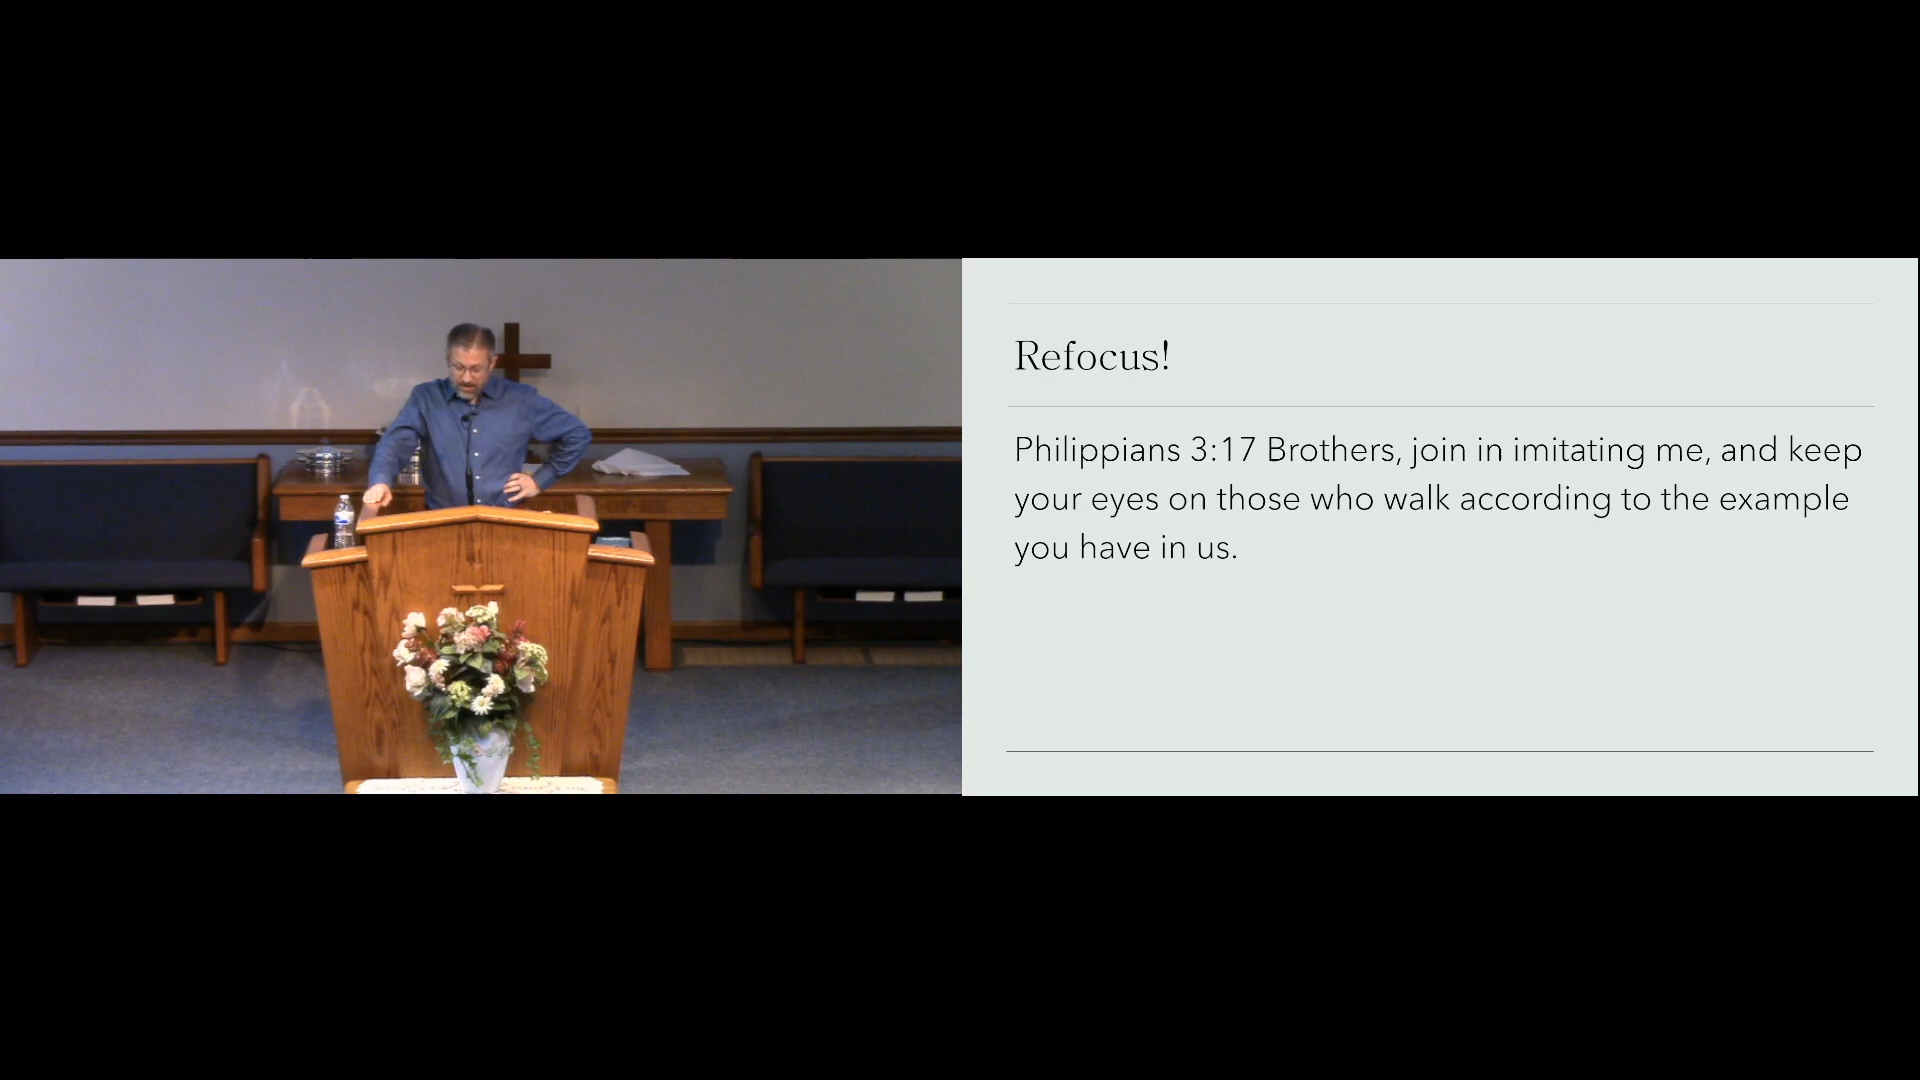 Refocus!
Philippians 3:17 Brothers, join in imitating me, and keep
your eyes on those who walk according to the example
you have in us.